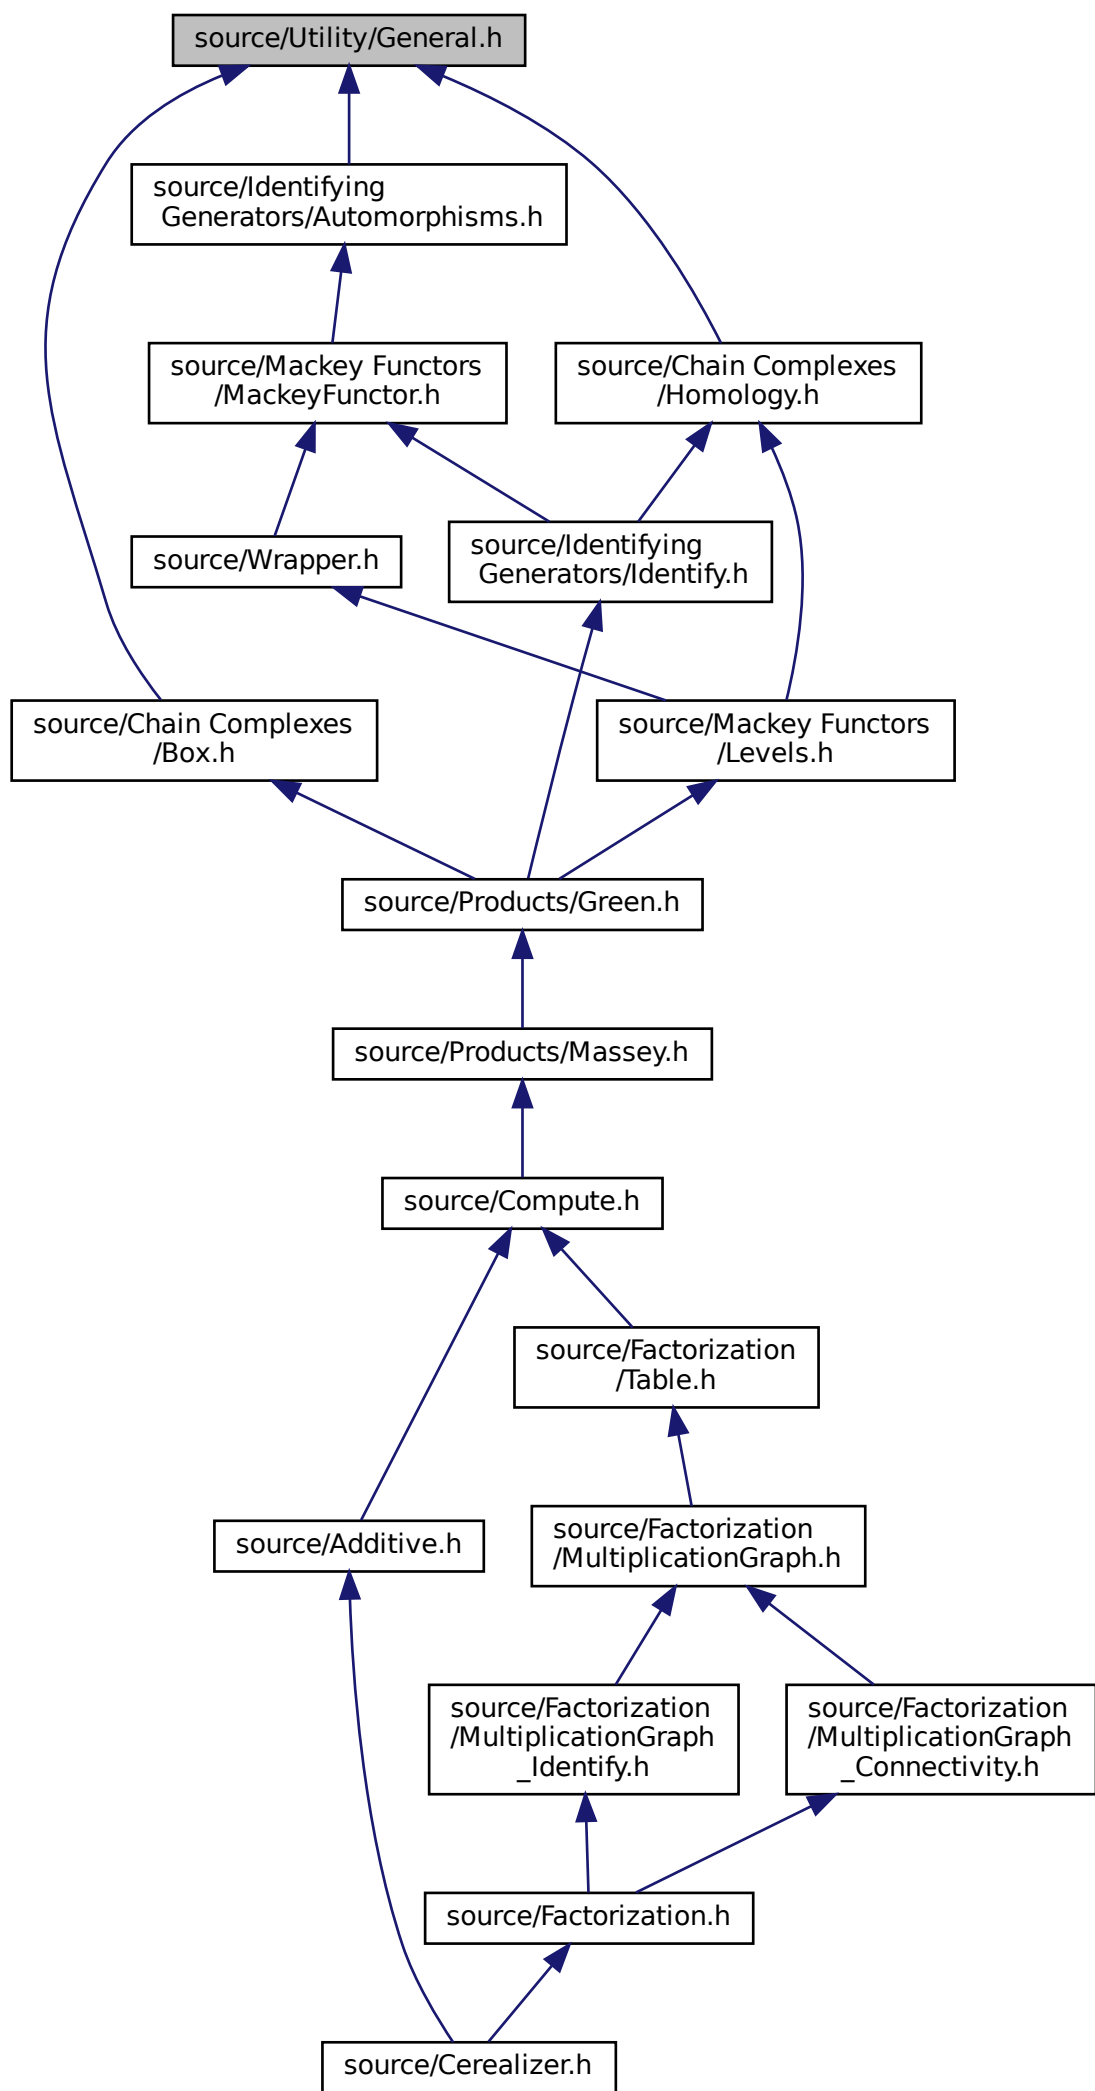 source/Utility/General.h
source/Identifying
Generators/Automorphisms.h
source/Mackey Functors
/MackeyFunctor.h
source/Chain Complexes
/Homology.h
source/Wrapper.h
source/Identifying
Generators/Identify.h
source/Chain Complexes
/Box.h
source/Mackey Functors
/Levels.h
source/Products/Green.h
source/Products/Massey.h
source/Compute.h
source/Factorization
/Table.h
source/Additive.h
source/Factorization
/MultiplicationGraph.h
source/Factorization
/MultiplicationGraph
_Identify.h
source/Factorization
/MultiplicationGraph
_Connectivity.h
source/Factorization.h
source/Cerealizer.h